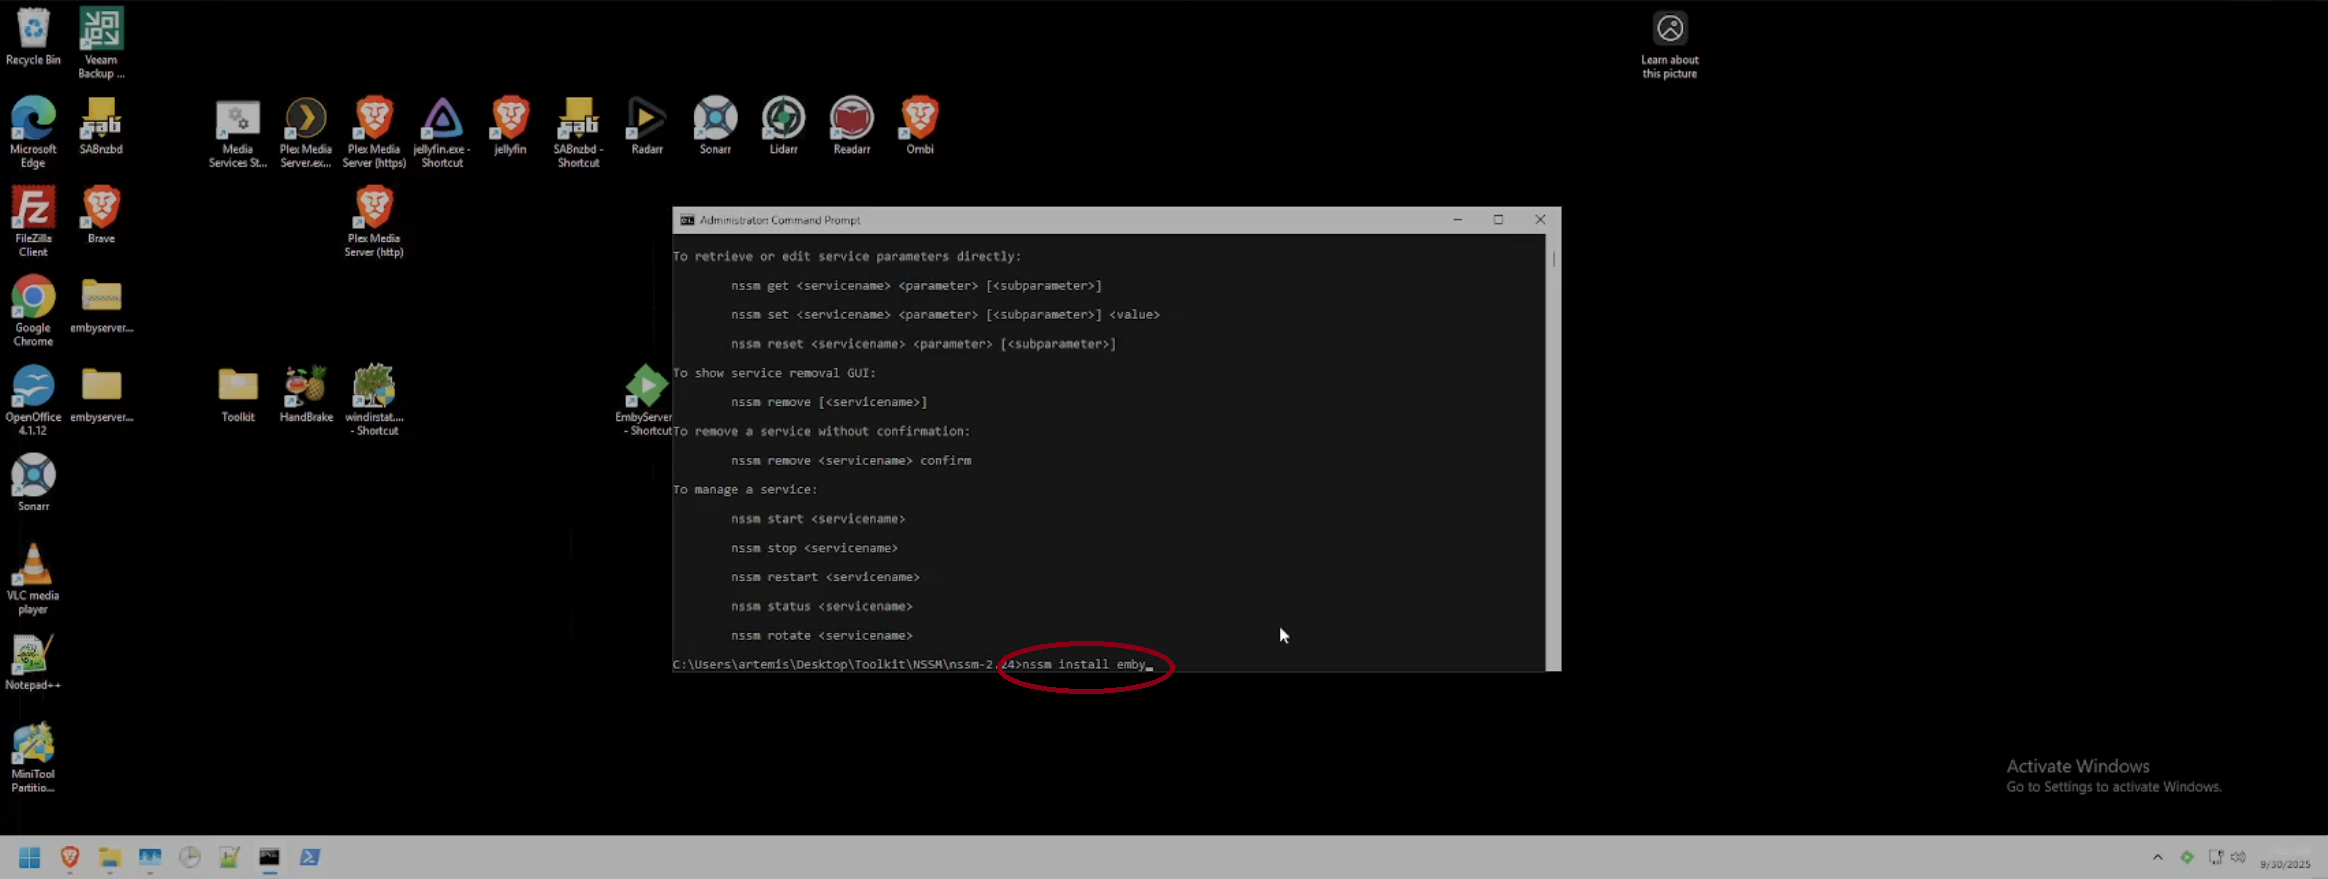 Recycle Bin
Veeam
Backup ...
Learn about
this picture
Microsoft
Edge
SABnzbd
Media
Services St...
Plex Media
Server.ex...
Plex Media
Server (https)
jellyfin.exe -
Shortcut
jellyfin
SABnzbd -
Shortcut
Radarr
Sonarr
Lidarr
Readarr
Ombi
FileZilla
Client
Brave
Plex Media
Server (http)
Google
Chrome
embyserver...
OpenOffice
4.1.12
embyserver...
Toolkit
HandBrake
windirstat....
- Shortcut
EmbyServer
- Shortcut
Sonarr
VLC media
player
Notepad++
MiniTool
Partitio...
Administrator: Command Prompt
To retrieve or edit service parameters directly:
nssm get <servicename> <parameter> [<subparameter>]
nssm set <servicename> <parameter> [<subparameter>] <value>
nssm reset <servicename> <parameter> [<subparameter>]
To show service removal GUI:
nssm remove [<servicename>]
To remove a service without confirmation:
nssm remove <servicename> confirm
To manage a service:
nssm start <servicename>
nssm stop <servicename>
nssm restart <servicename>
nssm status <servicename>
nssm rotate <servicename>
C:\Users\artemis\Desktop\Toolkit\NSSM\nssm-2.24>nssm install emby_
Activate Windows
Go to Settings to activate Windows.
9/30/2025